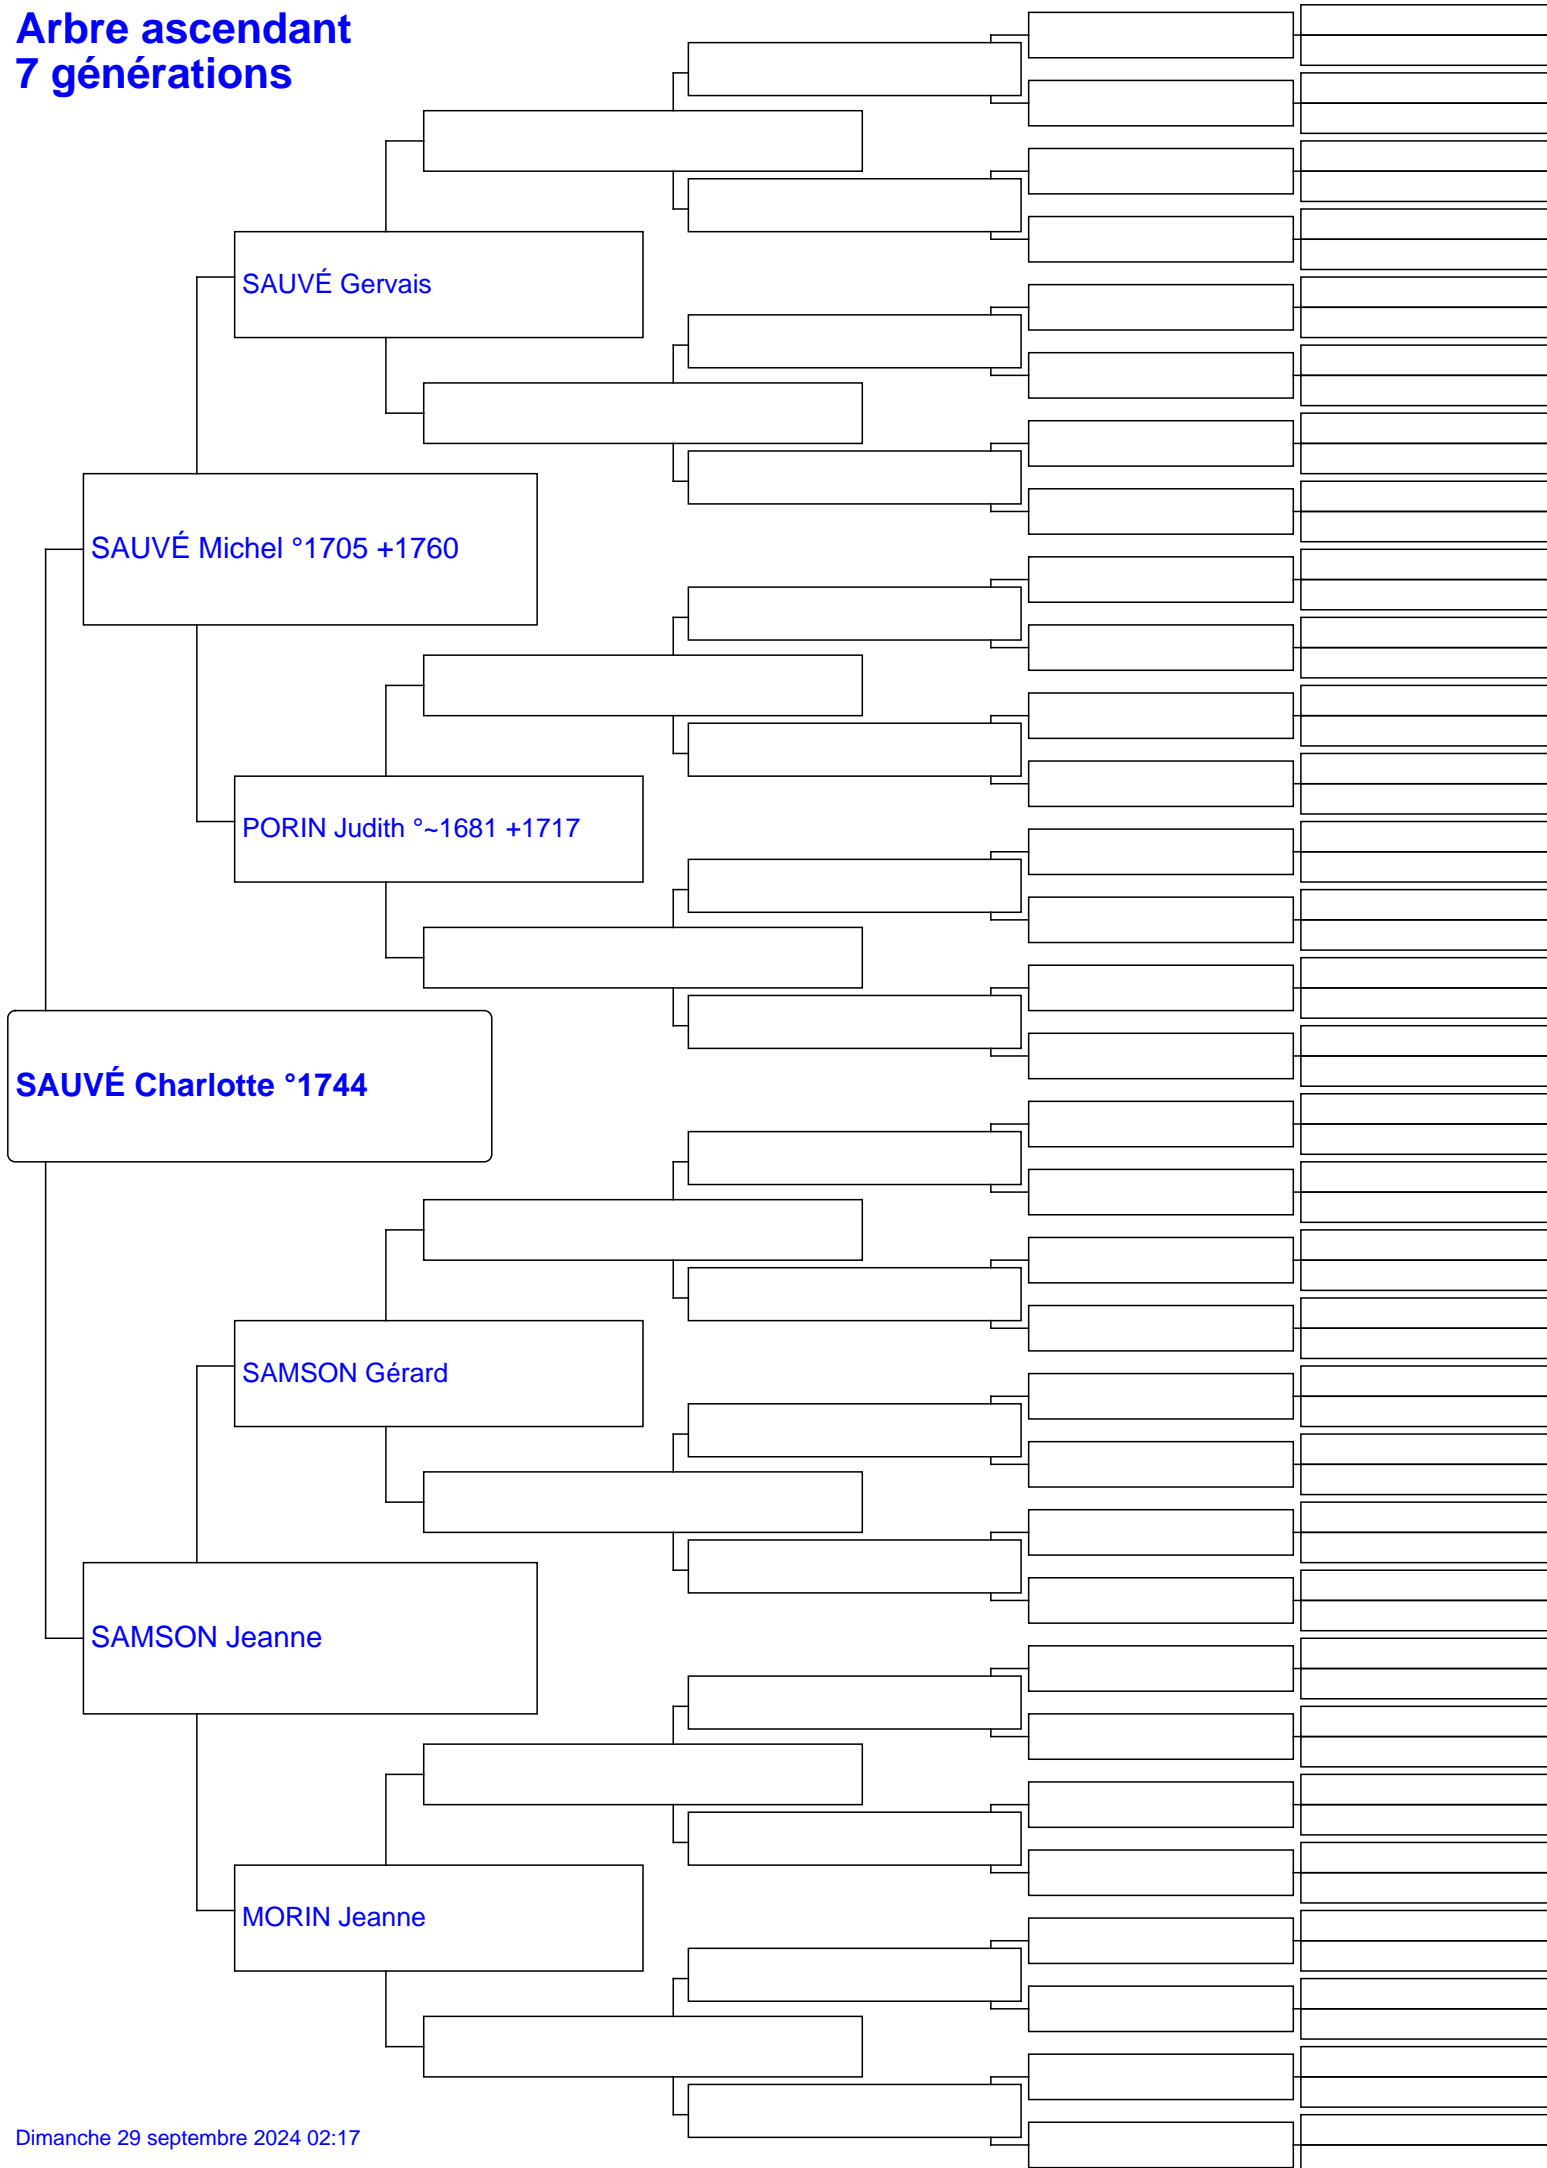 Arbre ascendant
7 générations
SAUVÉ Gervais
SAUVÉ Michel °1705 +1760
PORIN Judith °~1681 +1717
SAUVÉ Charlotte °1744
SAMSON Gérard
SAMSON Jeanne
MORIN Jeanne
Dimanche 29 septembre 2024 02:17